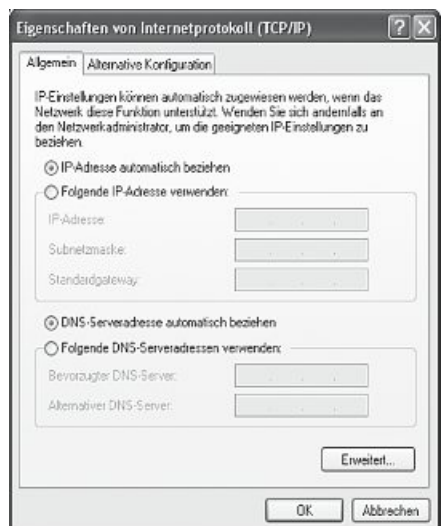 Eigenschaften von Internetprotokoll (TCP/IP)
Allgemein
Alternative Konfiguration
IP-Einstellungen können automatisch zugewiesen werden, wenn das
Netzwerk diese Funktion unterstützt. Wenden Sie sich andernfalls an
den Netzwerkadministrator, um die geeigneten IP-Einstellungen zu
beziehen.
IP-Adresse automatisch beziehen
Folgende IP-Adresse verwenden:
IP-Adresse:
Subnetzmaske:
Standardgateway:
DNS-Serveradresse automatisch beziehen
Folgende DNS-Serveradressen verwenden:
Bevorzugter DNS-Server:
Alternativer DNS-Server:
Erweitert...
OK
Abbrechen